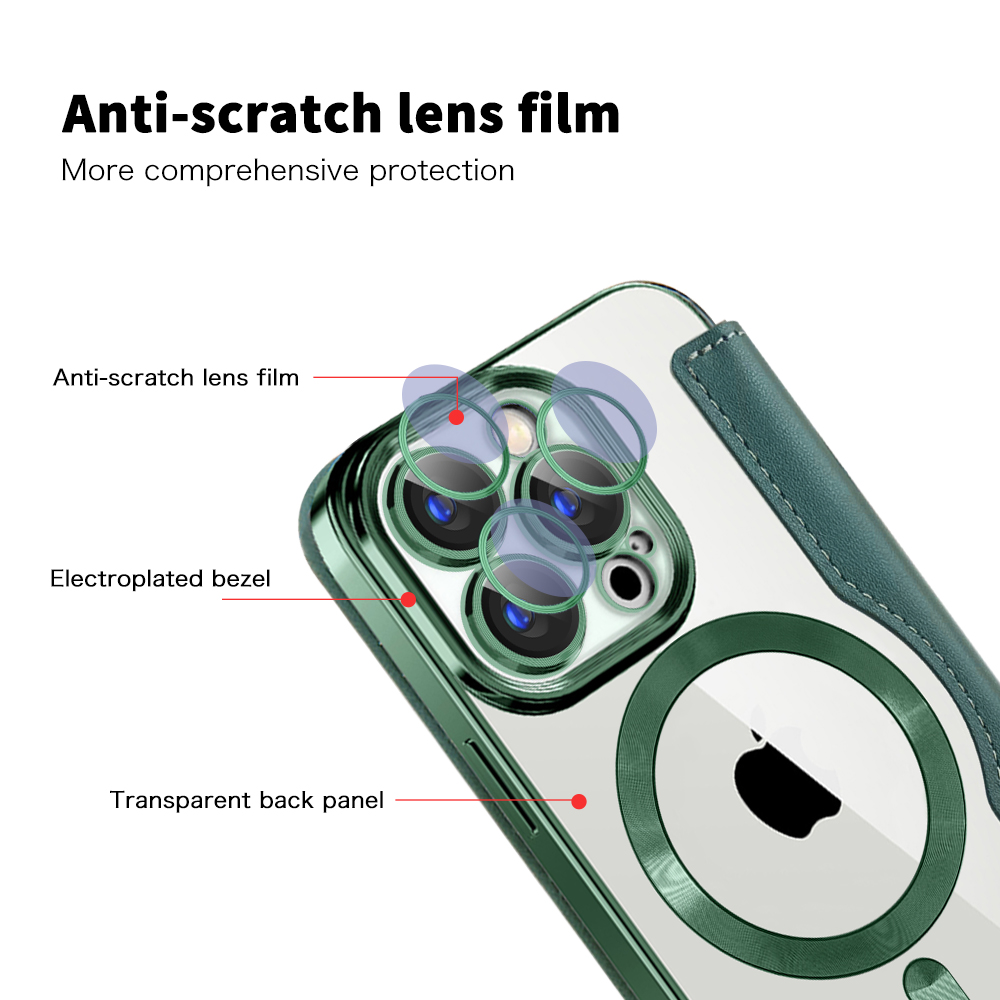 Anti-scratch lens film
More comprehensive protection
Anti-scratch lens film
Electroplated bezel
Transparent back panel